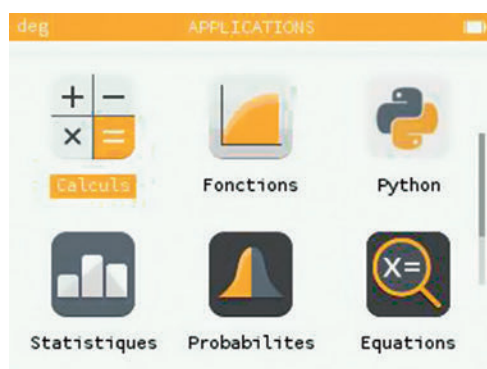 deg APPLICATIONS
+ −
× =
Calculs Fonctions Python
x=
Statistiques Probabilites Equations